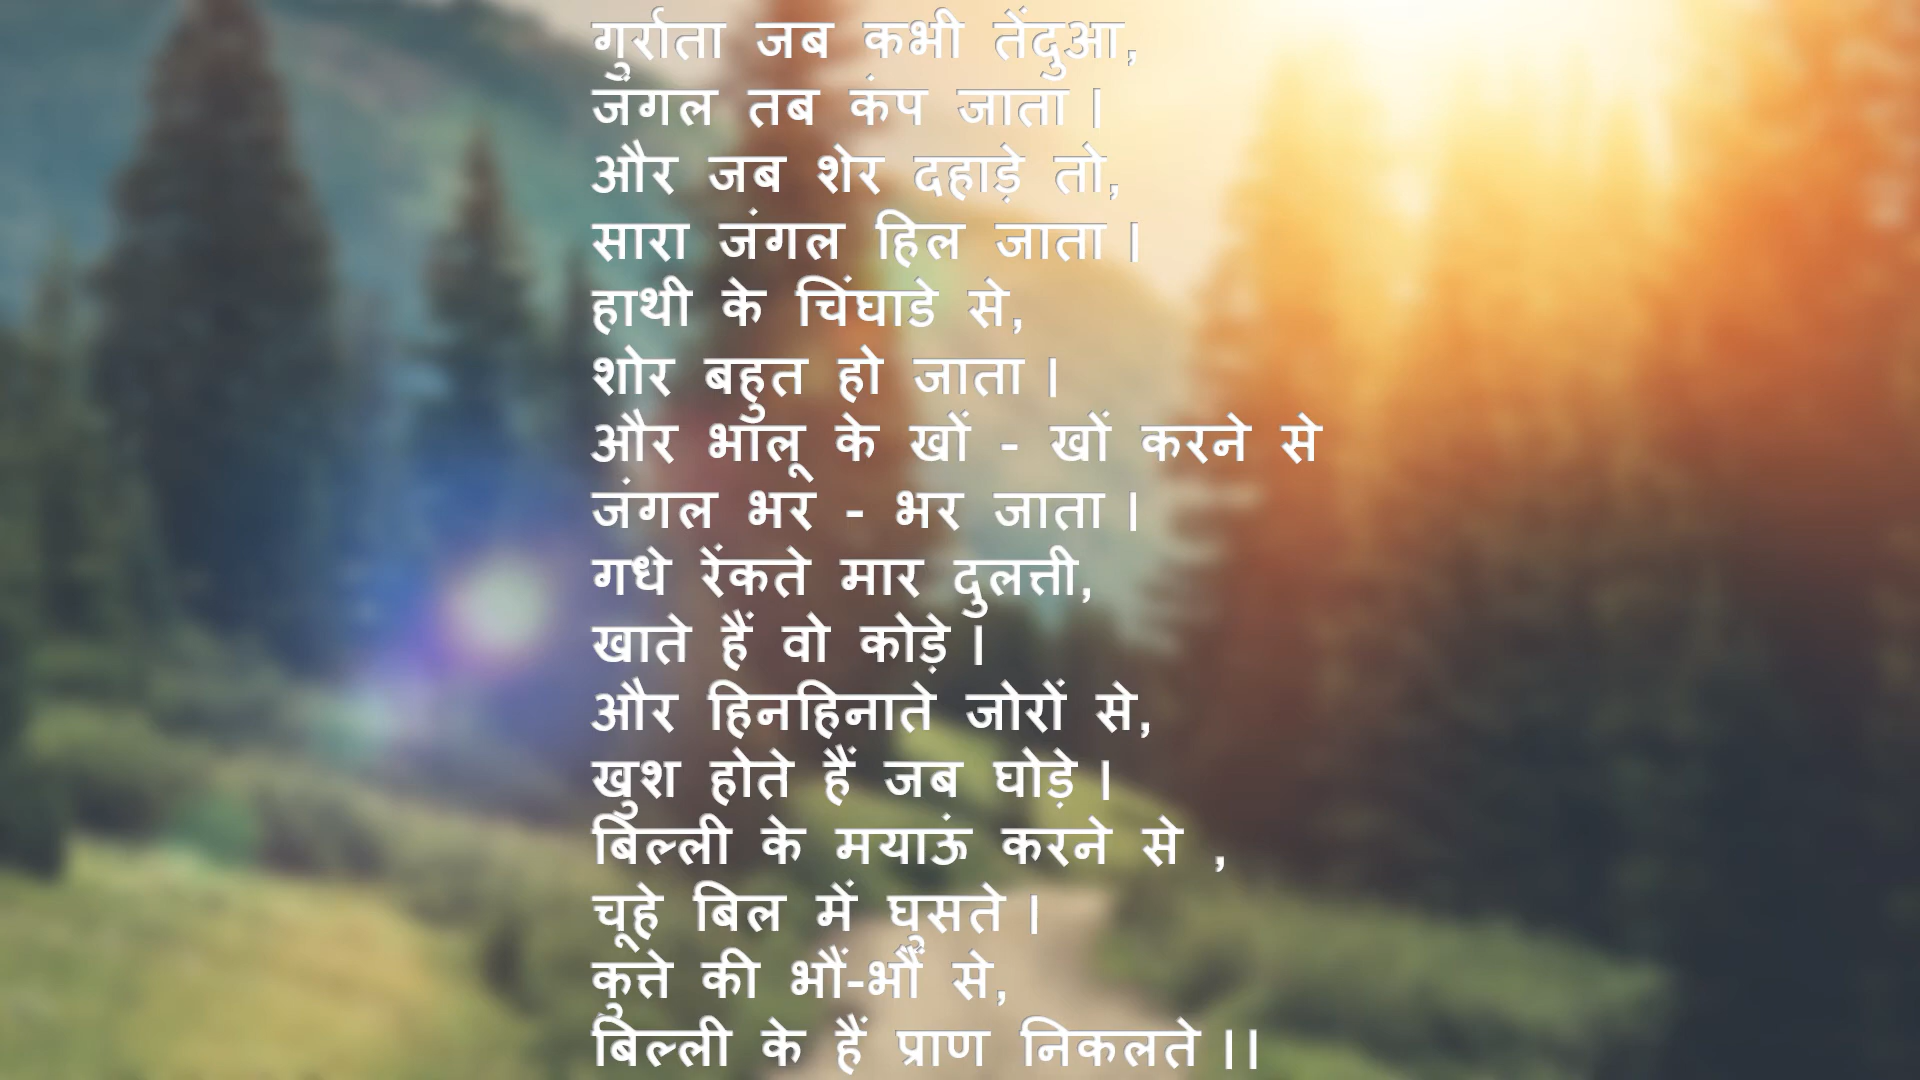 गुर्राता जब कभी तेंदुआ,
जंगल तब कंप जाता ।
और जब शेर दहाड़े तो,
सारा जंगल हिल जाता ।
हाथी के चिंघाडे से,
शोर बहुत हो जाता ।
और भालू के खों - खों करने से
जंगल भर - भर जाता ।
गधे रेंकते मार दुलत्ती,
खाते हैं वो कोड़े ।
और हिनहिनाते जोरों से,
खुश होते हैं जब घोड़े ।
बिल्ली के मयाऊं करने से ,
चूहे बिल में घुसते ।
कुत्ते की भौं-भौं से,
बिल्ली के हैं प्राण निकलते ।।